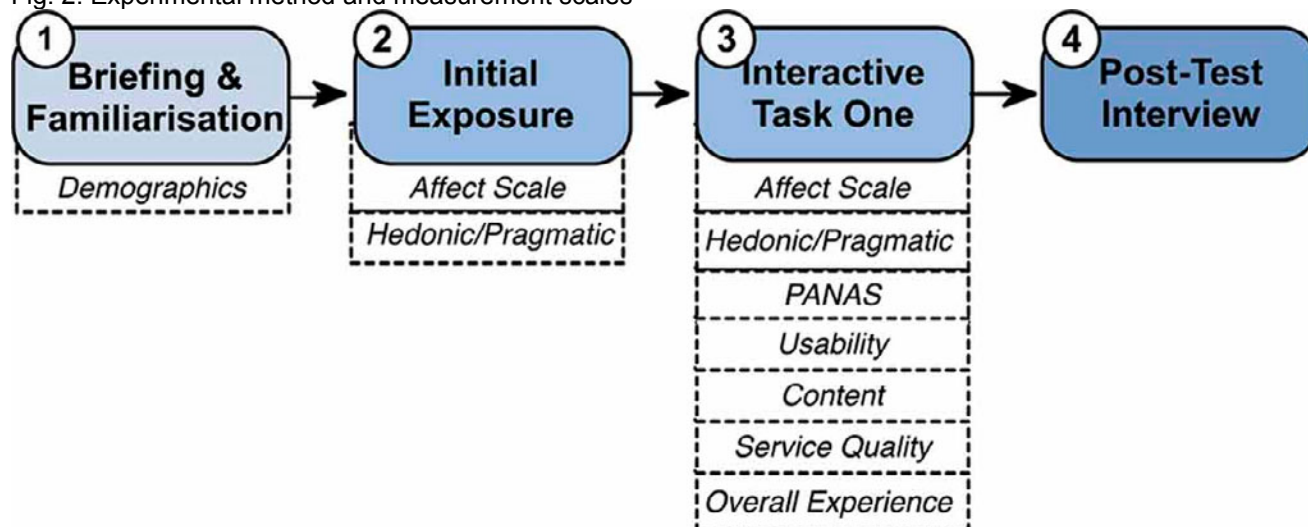 Fig. 2: Experimental method and measurement scales
1
Briefing &
Familiarisation
Demographics
2
Initial
Exposure
Affect Scale
Hedonic/Pragmatic
3
Interactive
Task One
Affect Scale
Hedonic/Pragmatic
PANAS
Usability
Content
Service Quality
Overall Experience
4
Post-Test
Interview